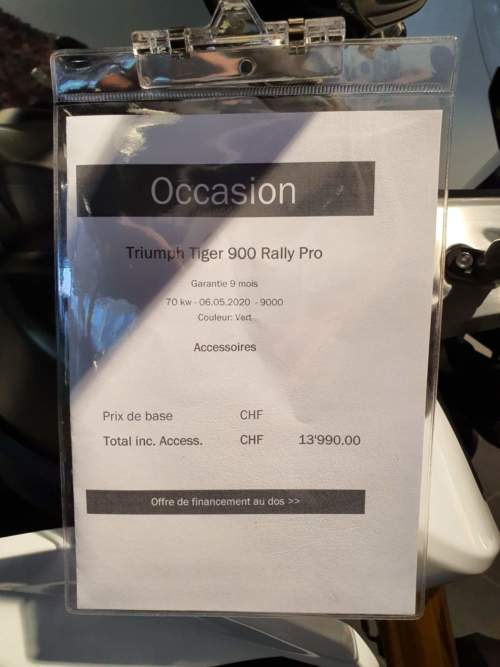 Occasion
Triumph Tiger 900 Rally Pro
Garantie 9 mois
70 kw - 06.05.2020 - 9000
Couleur: Vert
Accessoires
Prix de base CHF
Total inc. Access. CHF 13'990.00
Offre de financement au dos >>